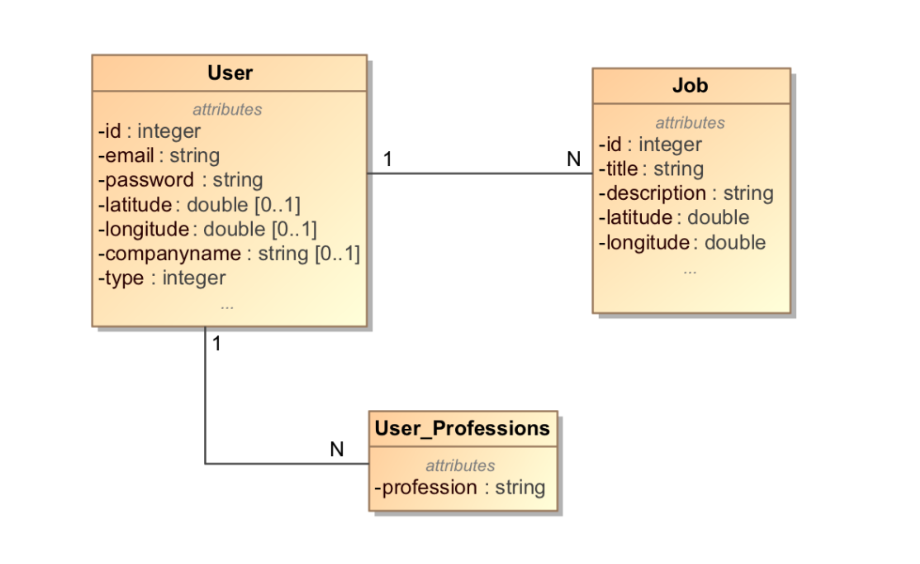 User
attributes
-id : integer
-email : string
-password : string
-latitude : double [0..1]
-longitude : double [0..1]
-companyname : string [0..1]
-type : integer
...
1
N
Job
attributes
-id : integer
-title : string
-description : string
-latitude : double
-longitude : double
...
1
N
User_Professions
attributes
-profession : string